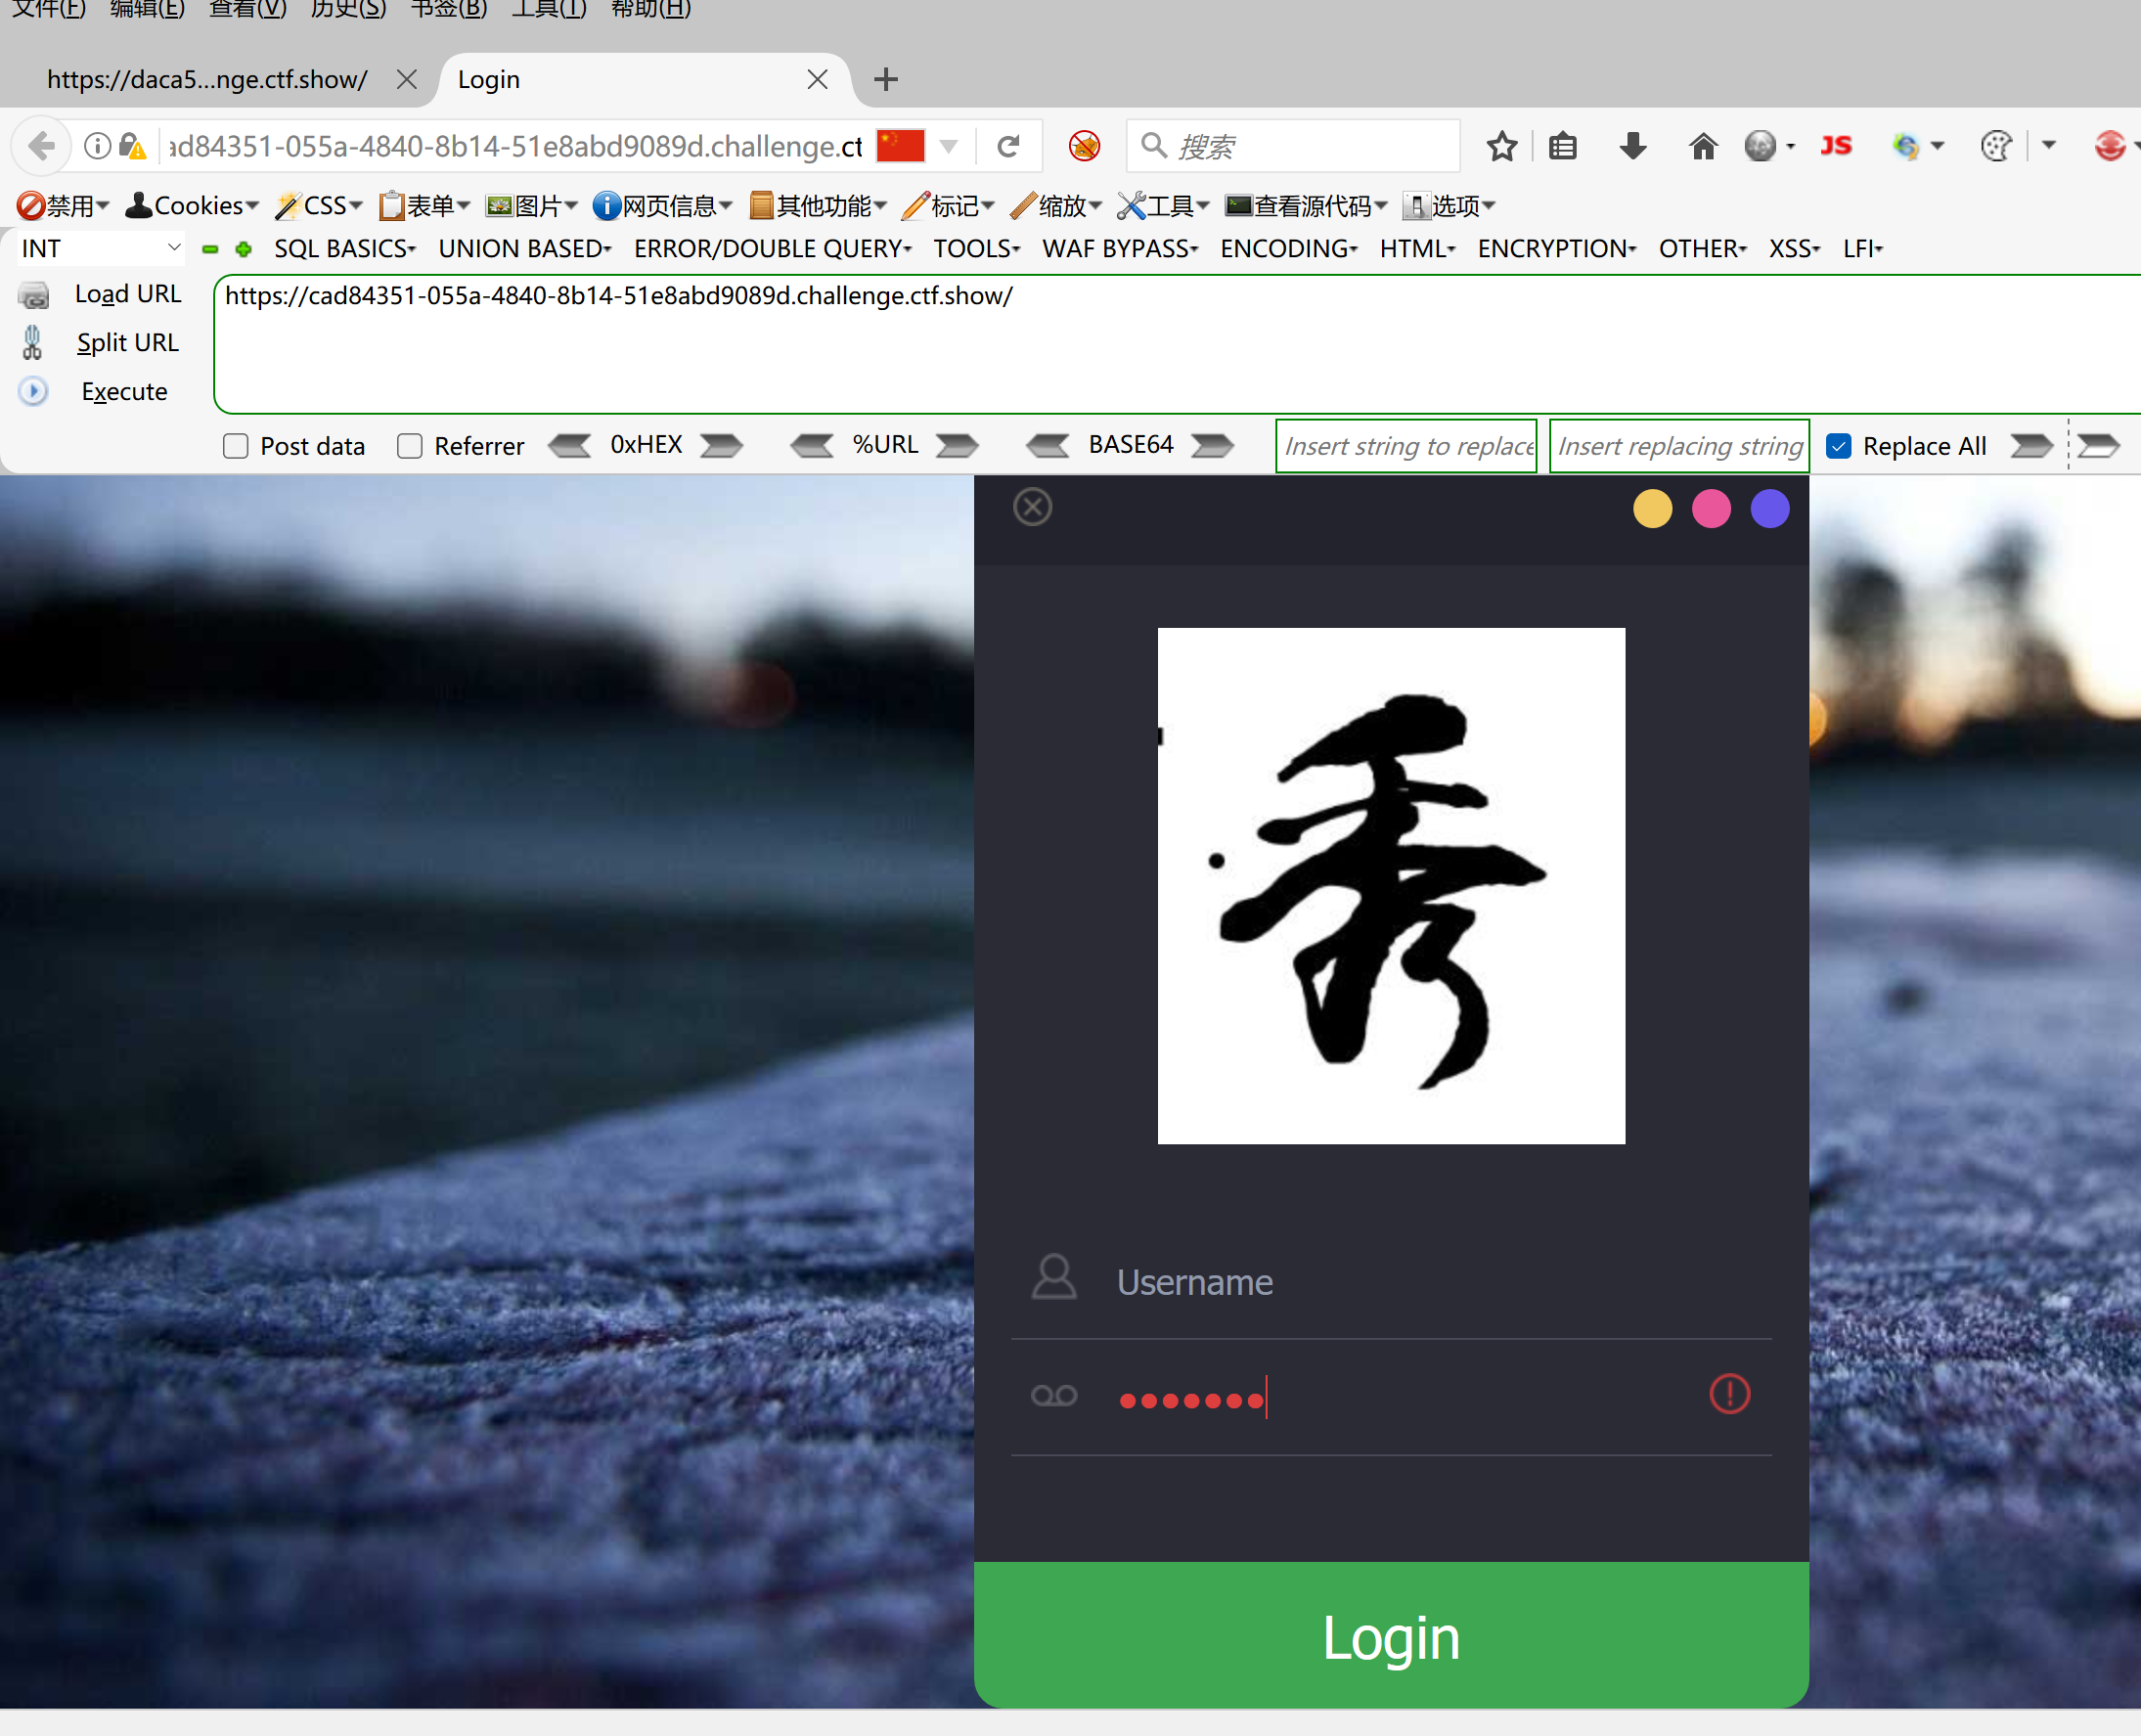 文件(F) 编辑(E) 查看(V) 历史(S) 书签(B) 工具(T) 帮助(H)
https://daca5...nge.ctf.show/ Login
ad84351-055a-4840-8b14-51e8abd9089d.challenge.ct 搜索 JS
禁用 Cookies CSS 表单 图片 网页信息 其他功能 标记 缩放 工具 查看源代码 选项
INT SQL BASICS UNION BASED ERROR/DOUBLE QUERY TOOLS WAF BYPASS ENCODING HTML ENCRYPTION OTHER XSS LFI
Load URL https://cad84351-055a-4840-8b14-51e8abd9089d.challenge.ctf.show/
Split URL
Execute
Post data Referrer 0xHEX %URL BASE64 Insert string to replace Insert replacing string Replace All
秀
Username
Login